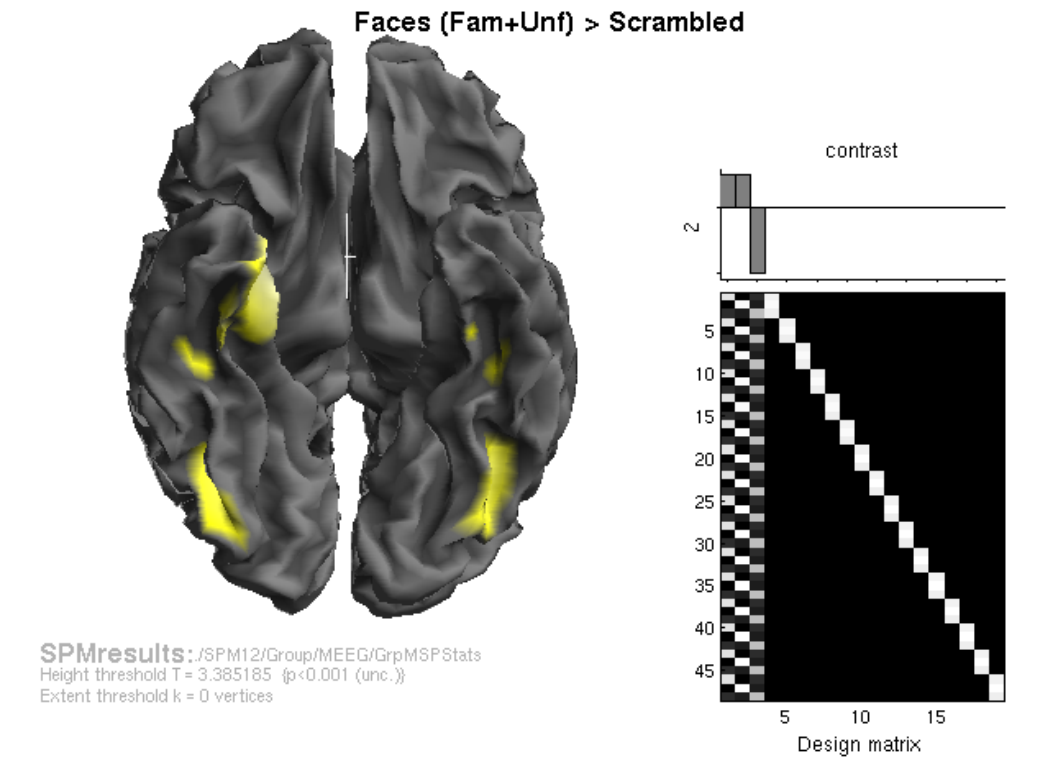 Faces (Fam+Unf) > Scrambled
contrast
2
5
10
15
20
25
30
35
40
45
5 10 15
Design matrix
SPMresults: ./SPM12/Group/MEEG/GrpMSPStats
Height threshold T = 3.385185 {p<0.001 (unc.)}
Extent threshold k = 0 vertices